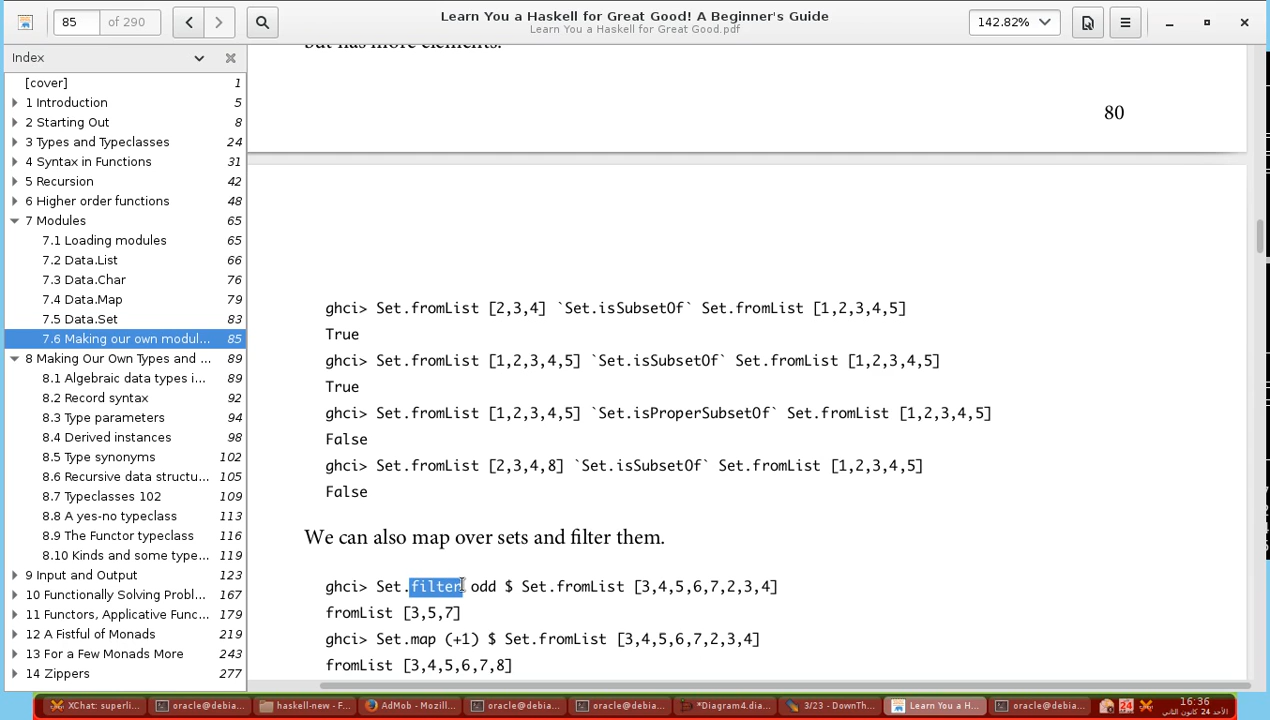 85 of 290
Learn You a Haskell for Great Good! A Beginner's Guide
Learn You a Haskell for Great Good.pdf
142.82%
Index
[cover] 1
1 Introduction 5
2 Starting Out 8
3 Types and Typeclasses 24
4 Syntax in Functions 31
5 Recursion 42
6 Higher order functions 48
7 Modules 65
7.1 Loading modules 65
7.2 Data.List 66
7.3 Data.Char 76
7.4 Data.Map 79
7.5 Data.Set 83
7.6 Making our own modul... 85
8 Making Our Own Types and ... 89
8.1 Algebraic data types i... 89
8.2 Record syntax 92
8.3 Type parameters 94
8.4 Derived instances 98
8.5 Type synonyms 102
8.6 Recursive data structu... 105
8.7 Typeclasses 102 109
8.8 A yes-no typeclass 113
8.9 The Functor typeclass 116
8.10 Kinds and some type... 119
9 Input and Output 123
10 Functionally Solving Probl... 167
11 Functors, Applicative Func... 179
12 A Fistful of Monads 219
13 For a Few Monads More 243
14 Zippers 277
but has more elements.
80
ghci> Set.fromList [2,3,4] `Set.isSubsetOf` Set.fromList [1,2,3,4,5]
True
ghci> Set.fromList [1,2,3,4,5] `Set.isSubsetOf` Set.fromList [1,2,3,4,5]
True
ghci> Set.fromList [1,2,3,4,5] `Set.isProperSubsetOf` Set.fromList [1,2,3,4,5]
False
ghci> Set.fromList [2,3,4,8] `Set.isSubsetOf` Set.fromList [1,2,3,4,5]
False
We can also map over sets and filter them.
ghci> Set.filter odd $ Set.fromList [3,4,5,6,7,2,3,4]
fromList [3,5,7]
ghci> Set.map (+1) $ Set.fromList [3,4,5,6,7,2,3,4]
fromList [3,4,5,6,7,8]
XChat: superli...
oracle@debia...
haskell-new - F...
AdMob - Mozill...
oracle@debia...
oracle@debia...
*Diagram4.dia...
3/23 - DownTh...
Learn You a H...
oracle@debia...
24
16:36
الأحد 24 كانون الثاني